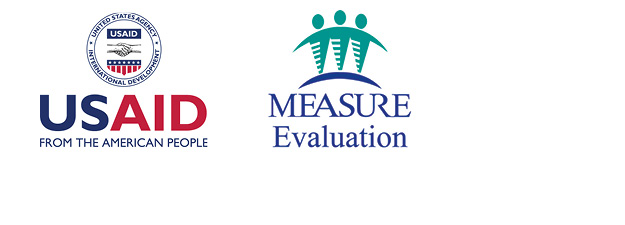 UNITED STATES AGENCY
USAID
INTERNATIONAL DEVELOPMENT
USAID
FROM THE AMERICAN PEOPLE
MEASURE
Evaluation